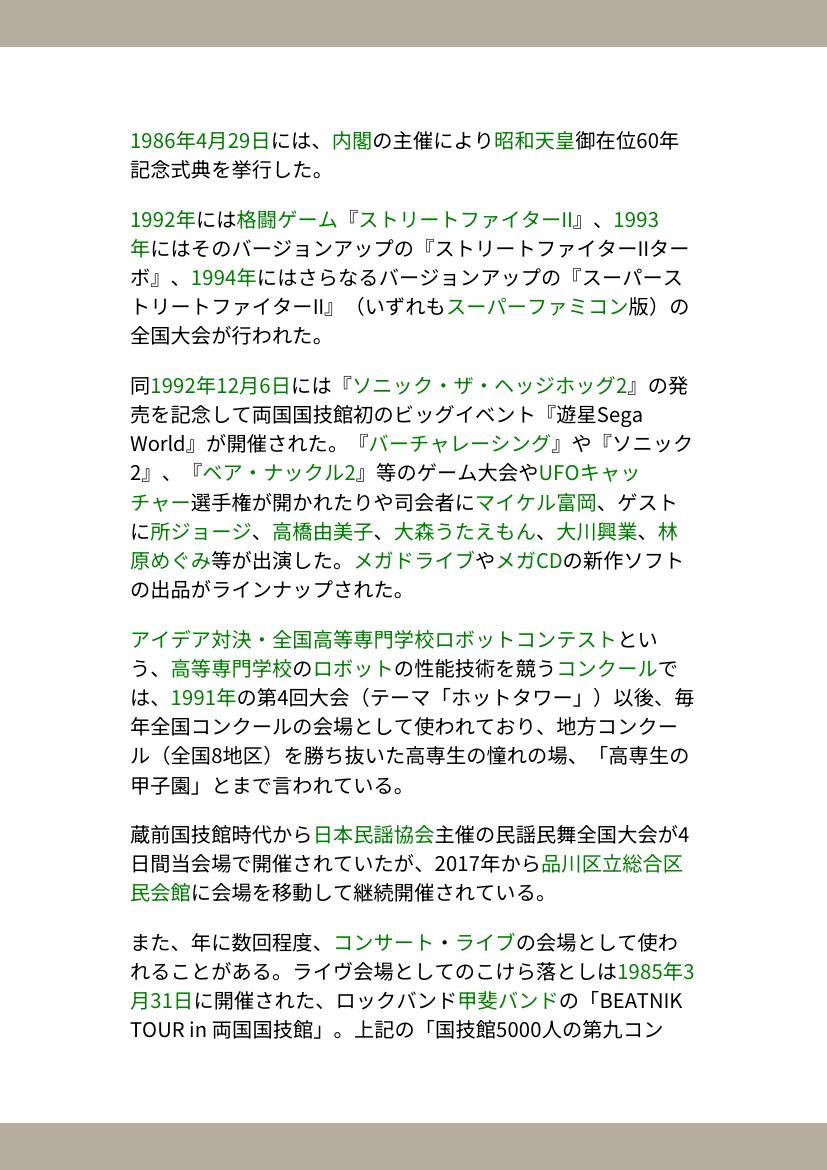 1986年4月29日には、内閣の主催により昭和天皇御在位60年
記念式典を挙行した。
1992年には格闘ゲーム『ストリートファイターII』、1993
年にはそのバージョンアップの『ストリートファイターIIター
ボ』、1994年にはさらなるバージョンアップの『スーパース
トリートファイターII』（いずれもスーパーファミコン版）の
全国大会が行われた。
同1992年12月6日には『ソニック・ザ・ヘッジホッグ2』の発
売を記念して両国国技館初のビッグイベント『遊星Sega
World』が開催された。『バーチャレーシング』や『ソニック
2』、『ベア・ナックル2』等のゲーム大会やUFOキャッ
チャー選手権が開かれたりや司会者にマイケル富岡、ゲスト
に所ジョージ、高橋由美子、大森うたえもん、大川興業、林
原めぐみ等が出演した。メガドライブやメガCDの新作ソフト
の出品がラインナップされた。
アイデア対決・全国高等専門学校ロボットコンテストとい
う、高等専門学校のロボットの性能技術を競うコンクールで
は、1991年の第4回大会（テーマ「ホットタワー」）以後、毎
年全国コンクールの会場として使われており、地方コンクー
ル（全国8地区）を勝ち抜いた高専生の憧れの場、「高専生の
甲子園」とまで言われている。
蔵前国技館時代から日本民謡協会主催の民謡民舞全国大会が4
日間当会場で開催されていたが、2017年から品川区立総合区
民会館に会場を移動して継続開催されている。
また、年に数回程度、コンサート・ライブの会場として使わ
れることがある。ライヴ会場としてのこけら落としは1985年3
月31日に開催された、ロックバンド甲斐バンドの「BEATNIK
TOUR in 両国国技館」。上記の「国技館5000人の第九コン